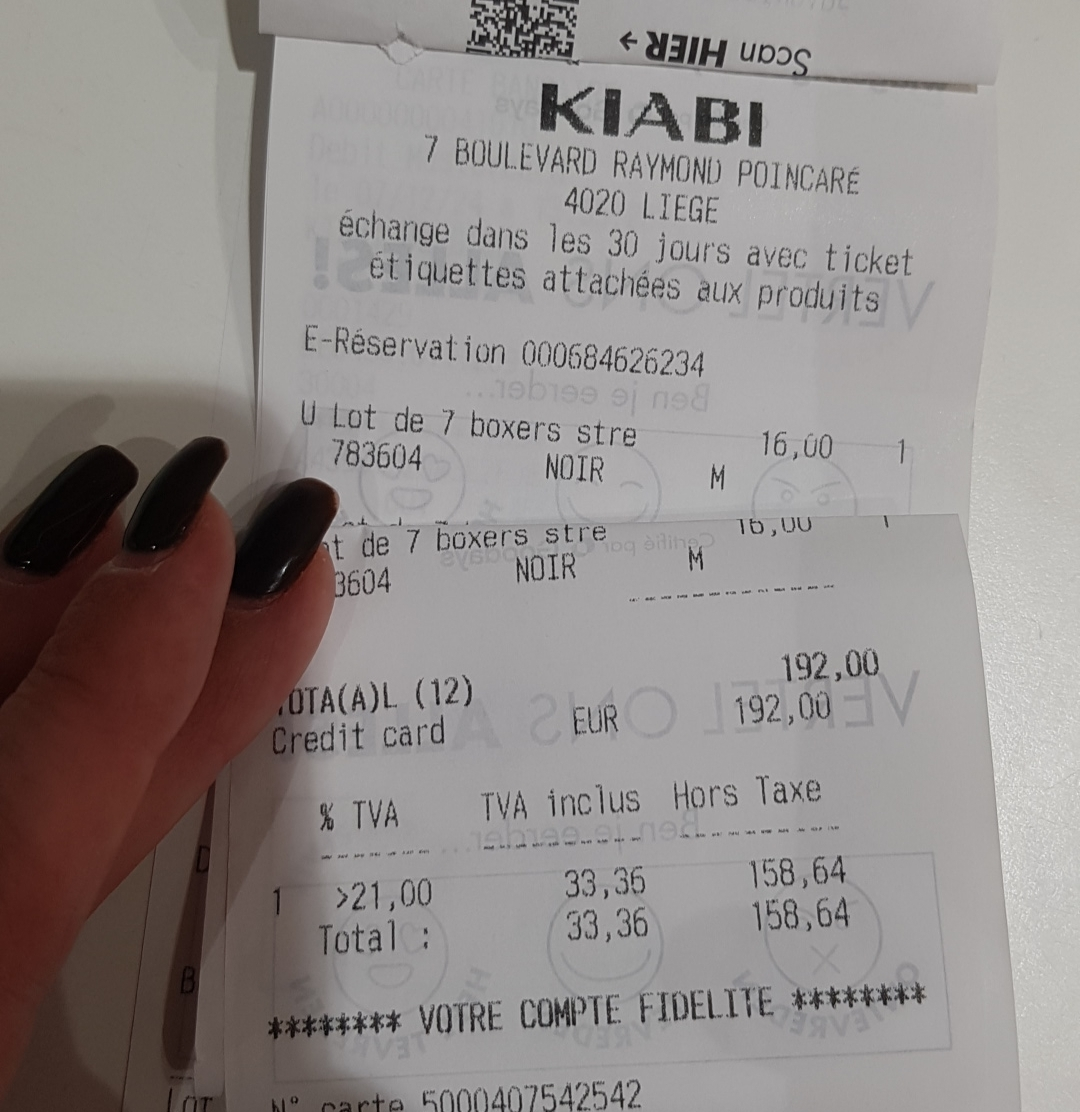 Scan HIER →
KIABI
7 BOULEVARD RAYMOND POINCARÉ
4020 LIEGE
échange dans les 30 jours avec ticket
étiquettes attachées aux produits
E-Réservation 000684626234
U Lot de 7 boxers stre 16,00 1
783604 NOIR M
de 7 boxers stre 16,00 1
3604 NOIR M
OTA(A)L (12) 192,00
Credit card EUR 192,00
% TVA TVA inclus Hors Taxe
1 >21,00 33,36 158,64
Total : 33,36 158,64
******** VOTRE COMPTE FIDELITE ********
N° carte 5000407542542